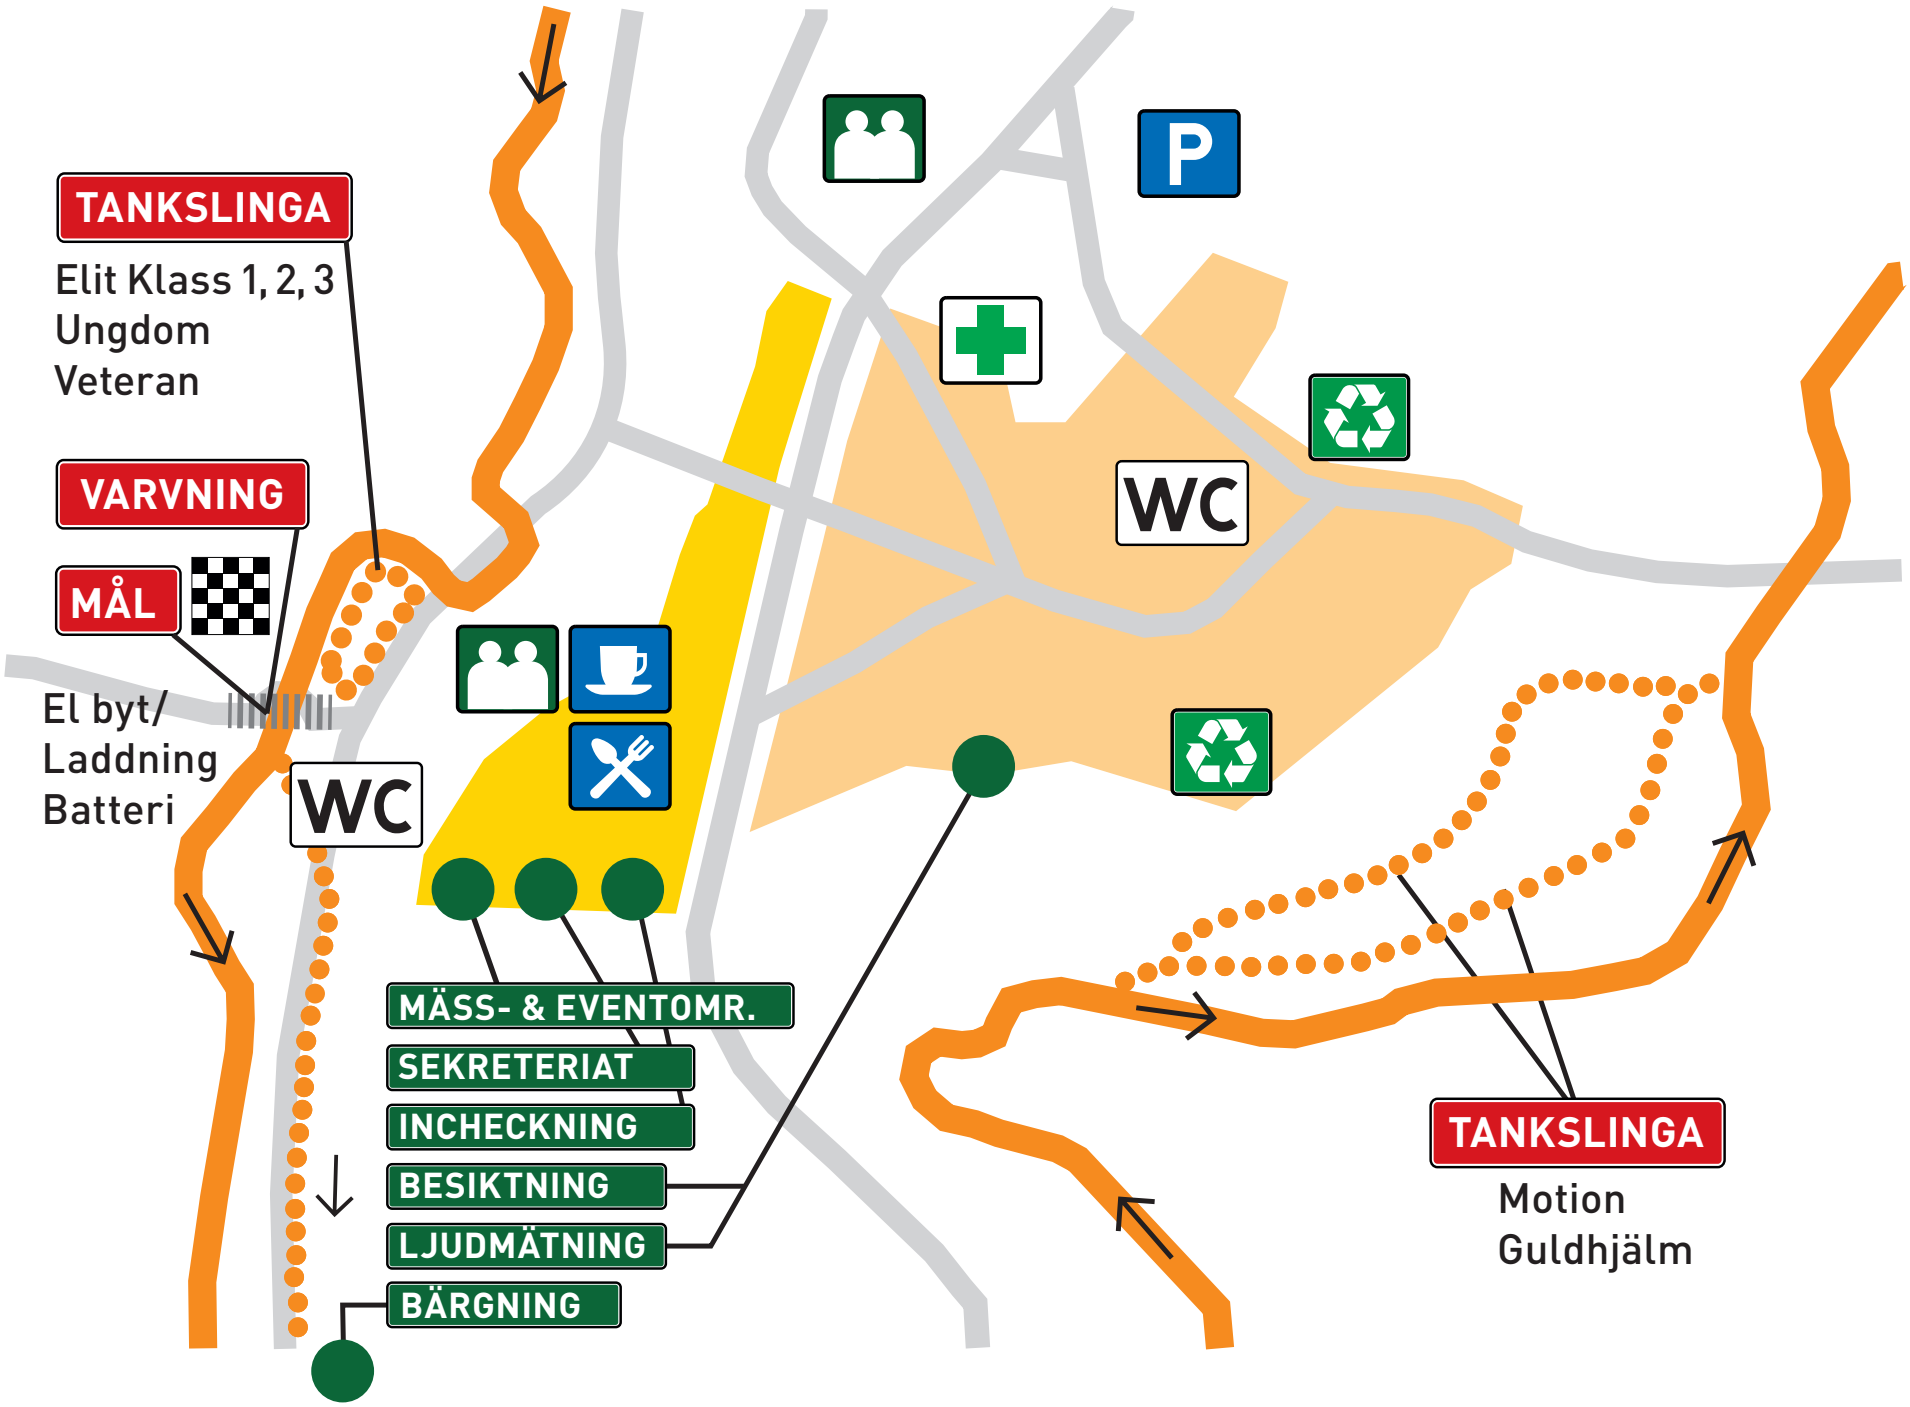 P
TANKSLINGA
Elit Klass 1, 2, 3
Ungdom
Veteran
VARVNING
WC
MÅL
El byt/
Laddning
Batteri
WC
MÄSS- & EVENTOMR.
SEKRETERIAT
INCHECKNING
BESIKTNING
LJUDMÄTNING
BÄRGNING
TANKSLINGA
Motion
Guldhjälm